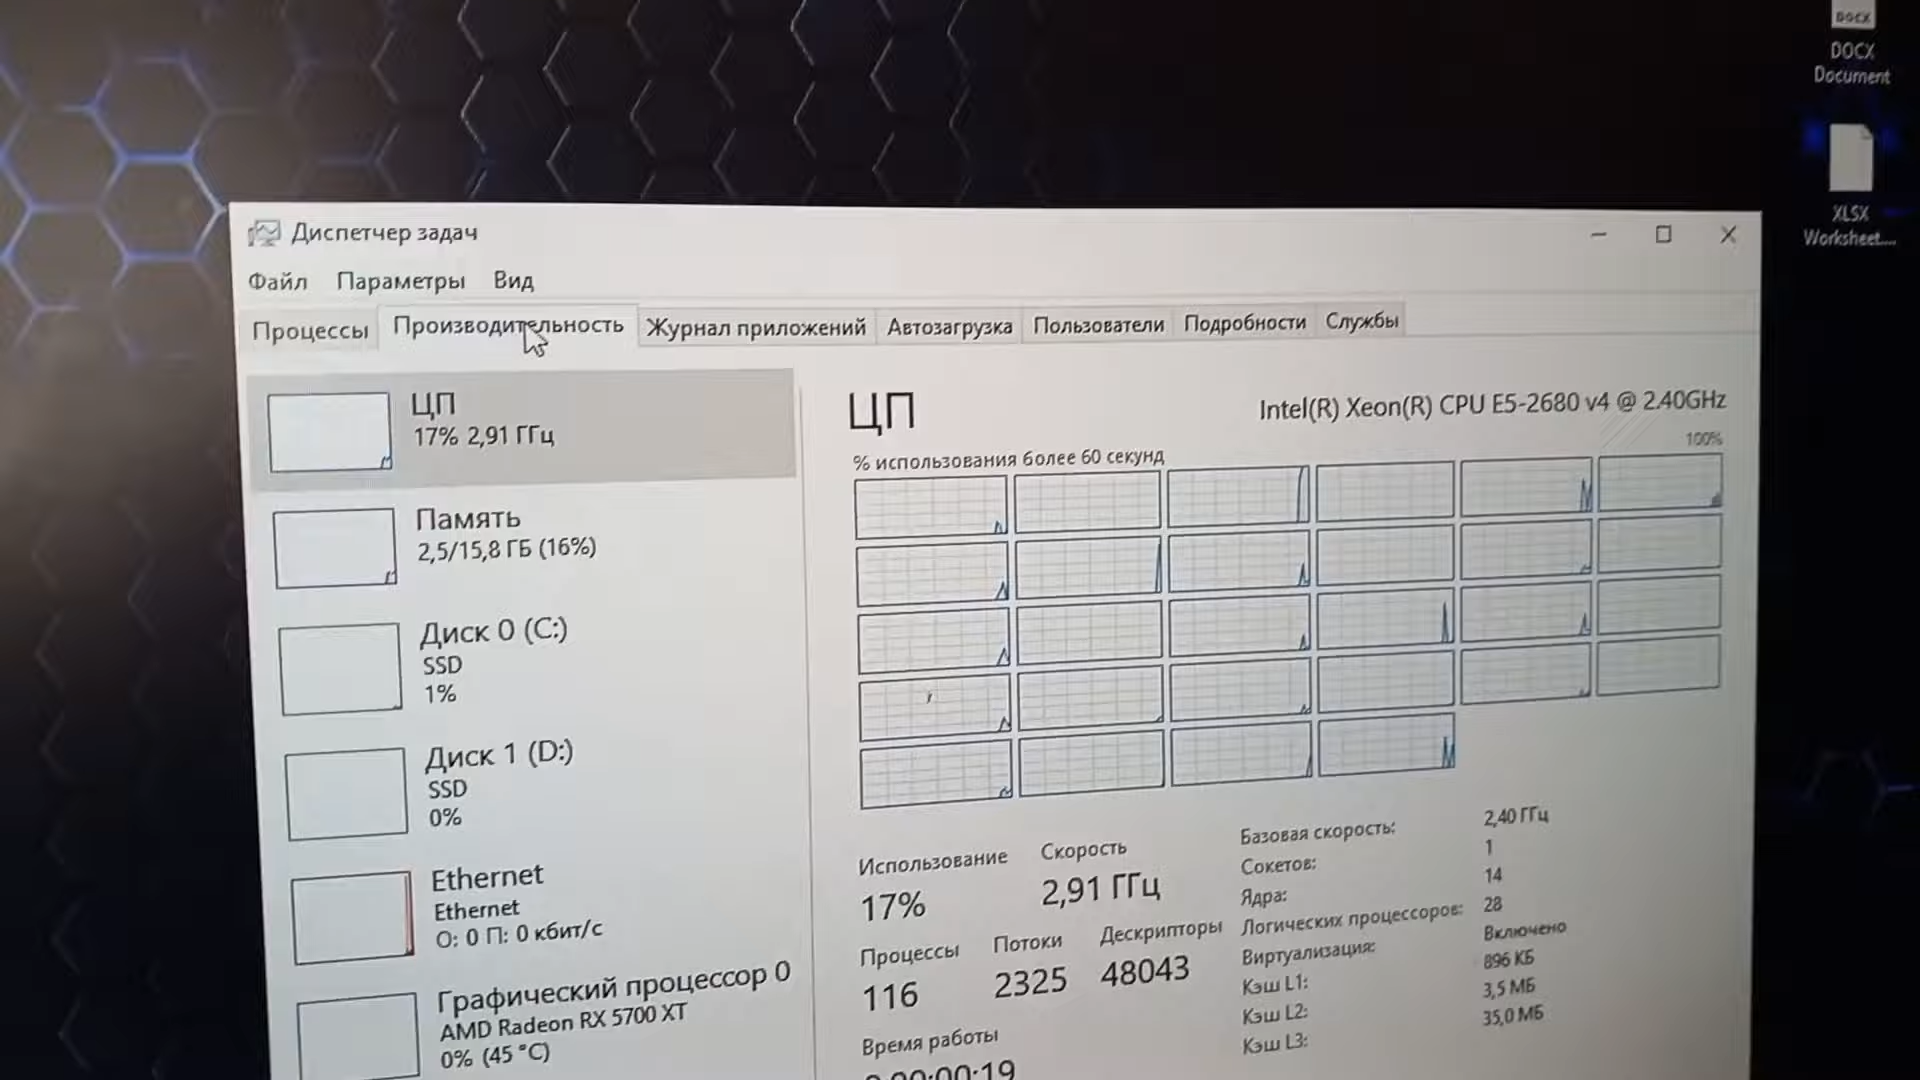 DOCX
DOCX
Document
XLSX
Worksheet....
Диспетчер задач
Файл Параметры Вид
Процессы Производительность Журнал приложений Автозагрузка Пользователи Подробности Службы
ЦП
17% 2,91 ГГц
Память
2,5/15,8 ГБ (16%)
Диск 0 (C:)
SSD
1%
Диск 1 (D:)
SSD
0%
Ethernet
Ethernet
О: 0 П: 0 кбит/с
Графический процессор 0
AMD Radeon RX 5700 XT
0% (45 °C)
ЦП
Intel(R) Xeon(R) CPU E5-2680 v4 @ 2.40GHz
% использования более 60 секунд
100%
Использование
17%
Скорость
2,91 ГГц
Процессы
116
Потоки
2325
Дескрипторы
48043
Время работы
Базовая скорость: 2,40 ГГц
Сокетов: 1
Ядра: 14
Логических процессоров: 28
Виртуализация: Включено
Кэш L1: 896 КБ
Кэш L2: 3,5 МБ
Кэш L3: 35,0 МБ